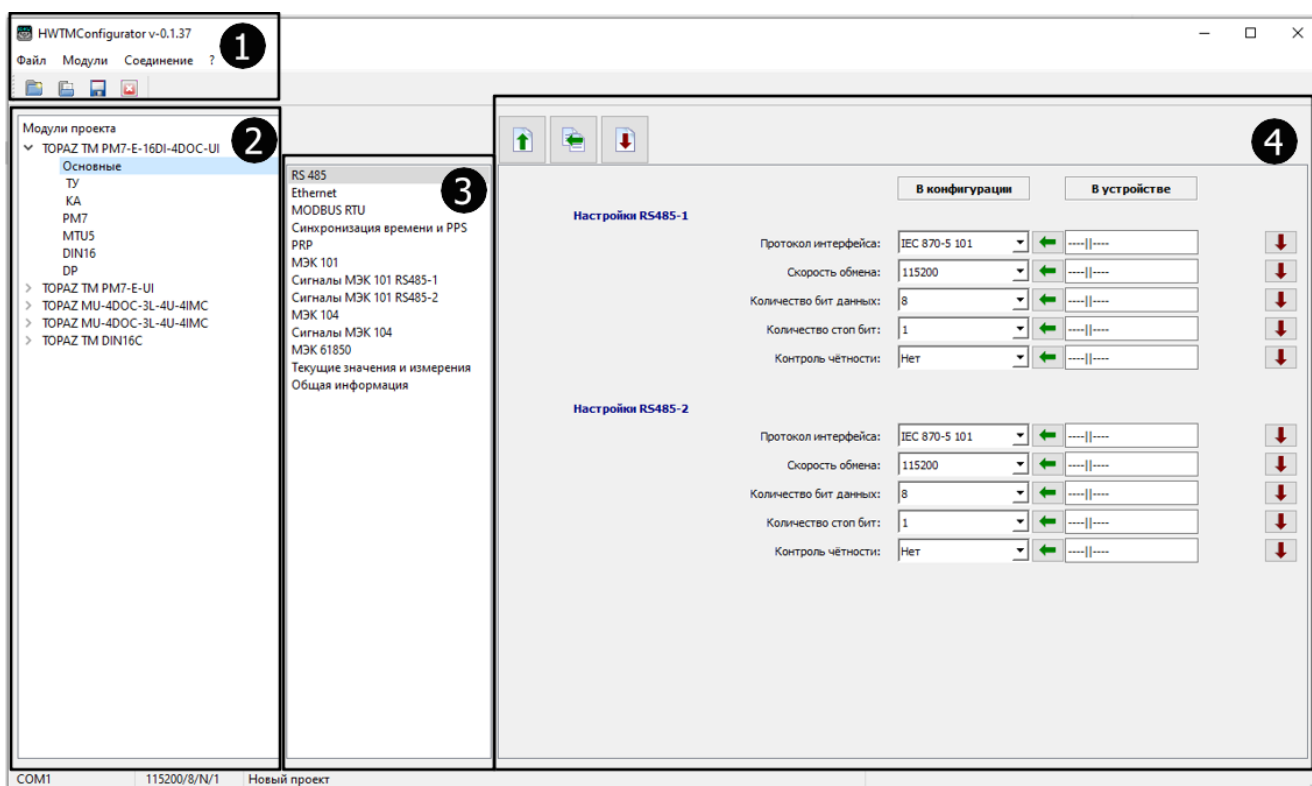 HWTMConfigurator v-0.1.37
Файл Модули Соединение ?
1
Модули проекта
TOPAZ TM PM7-E-16DI-4DOC-UI
Основные
ТУ
КА
PM7
MTU5
DIN16
DP
TOPAZ TM PM7-E-UI
TOPAZ MU-4DOC-3L-4U-4IMC
TOPAZ MU-4DOC-3L-4U-4IMC
TOPAZ TM DIN16C
2
RS 485
Ethernet
MODBUS RTU
Синхронизация времени и PPS
PRP
МЭК 101
Сигналы МЭК 101 RS485-1
Сигналы МЭК 101 RS485-2
МЭК 104
Сигналы МЭК 104
МЭК 61850
Текущие значения и измерения
Общая информация
3
4
В конфигурации В устройстве
Настройки RS485-1
Протокол интерфейса: IEC 870-5 101 ----||----
Скорость обмена: 115200 ----||----
Количество бит данных: 8 ----||----
Количество стоп бит: 1 ----||----
Контроль чётности: Нет ----||----
Настройки RS485-2
Протокол интерфейса: IEC 870-5 101 ----||----
Скорость обмена: 115200 ----||----
Количество бит данных: 8 ----||----
Количество стоп бит: 1 ----||----
Контроль чётности: Нет ----||----
COM1 115200/8/N/1 Новый проект